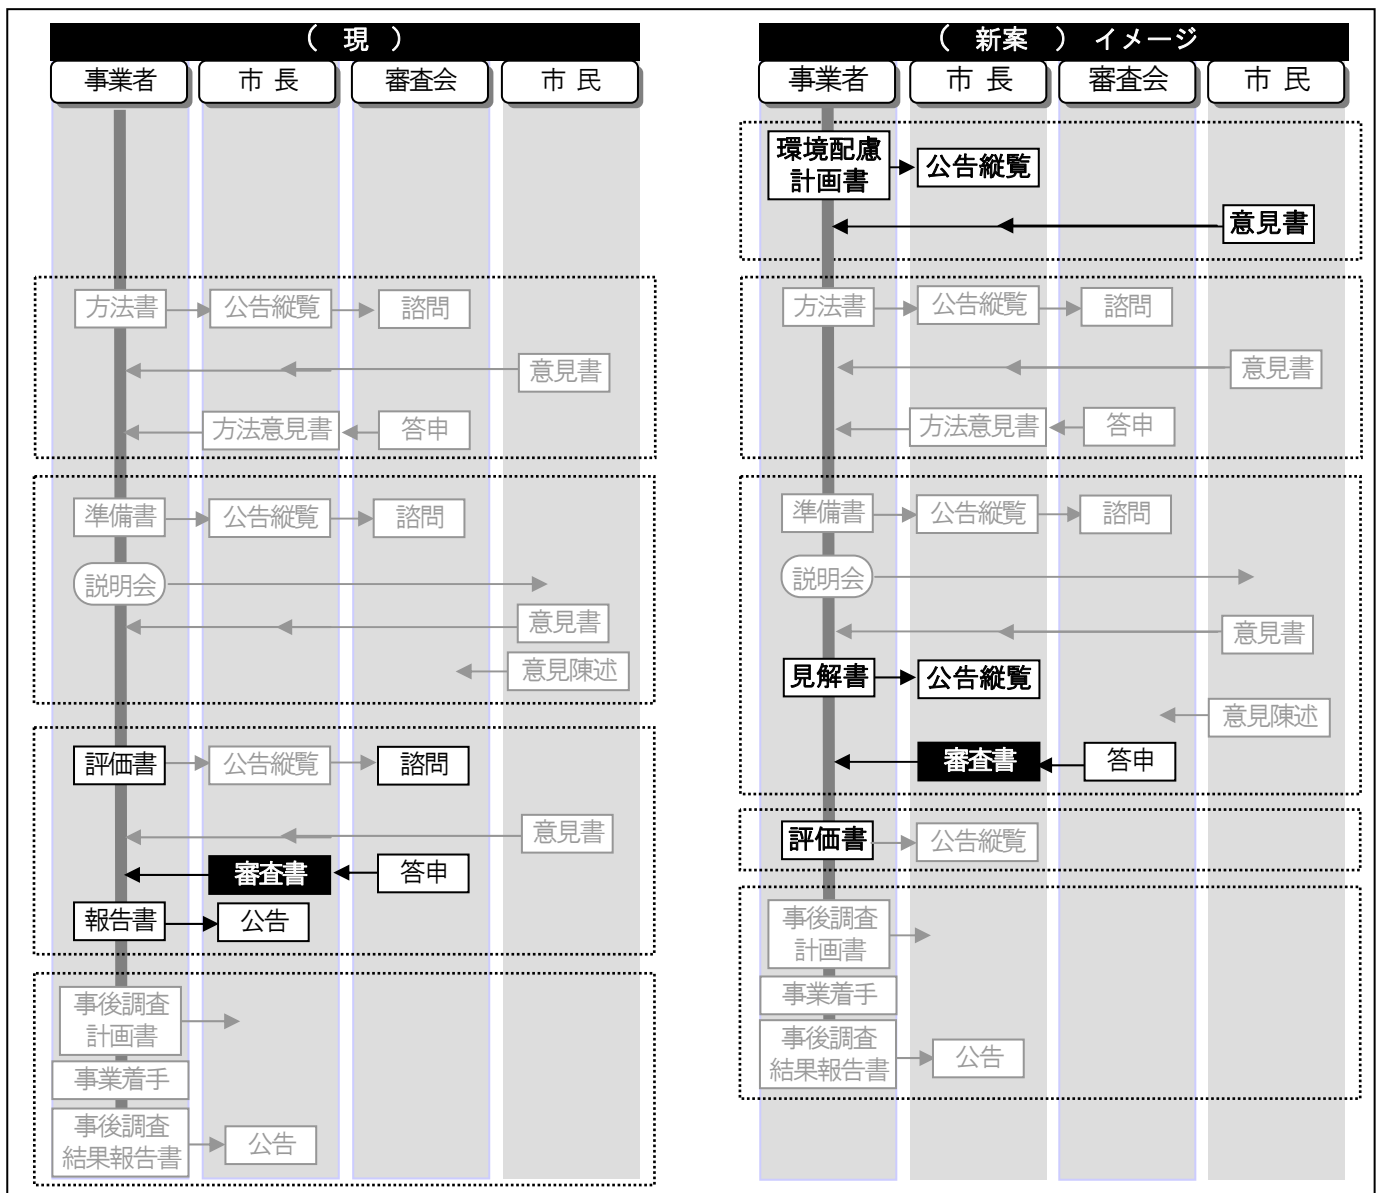 （　現　）
事業者
市 長
審査会
市 民
方法書
公告縦覧
諮問
意見書
方法意見書
答申
準備書
公告縦覧
諮問
説明会
意見書
意見陳述
評価書
公告縦覧
諮問
意見書
審査書
答申
報告書
公告
事後調査
計画書
事業着手
事後調査
結果報告書
公告
（　新案　）イメージ
事業者
市 長
審査会
市 民
環境配慮
計画書
公告縦覧
意見書
方法書
公告縦覧
諮問
意見書
方法意見書
答申
準備書
公告縦覧
諮問
説明会
意見書
見解書
公告縦覧
意見陳述
審査書
答申
評価書
公告縦覧
事後調査
計画書
事業着手
事後調査
結果報告書
公告